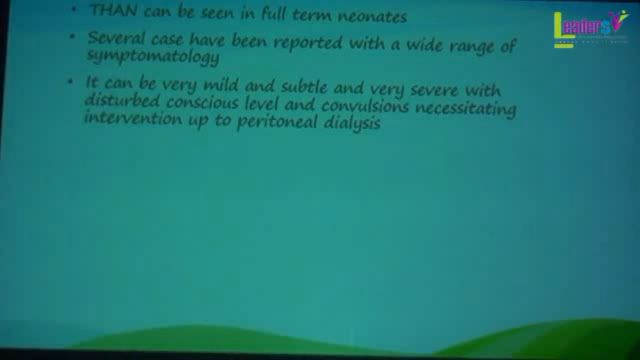 • THAN can be seen in full term neonates
• Several case have been reported with a wide range of
symptomatology
• It can be very mild and subtle and very severe with
disturbed conscious level and convulsions necessitating
intervention up to peritoneal dialysis
Leaders